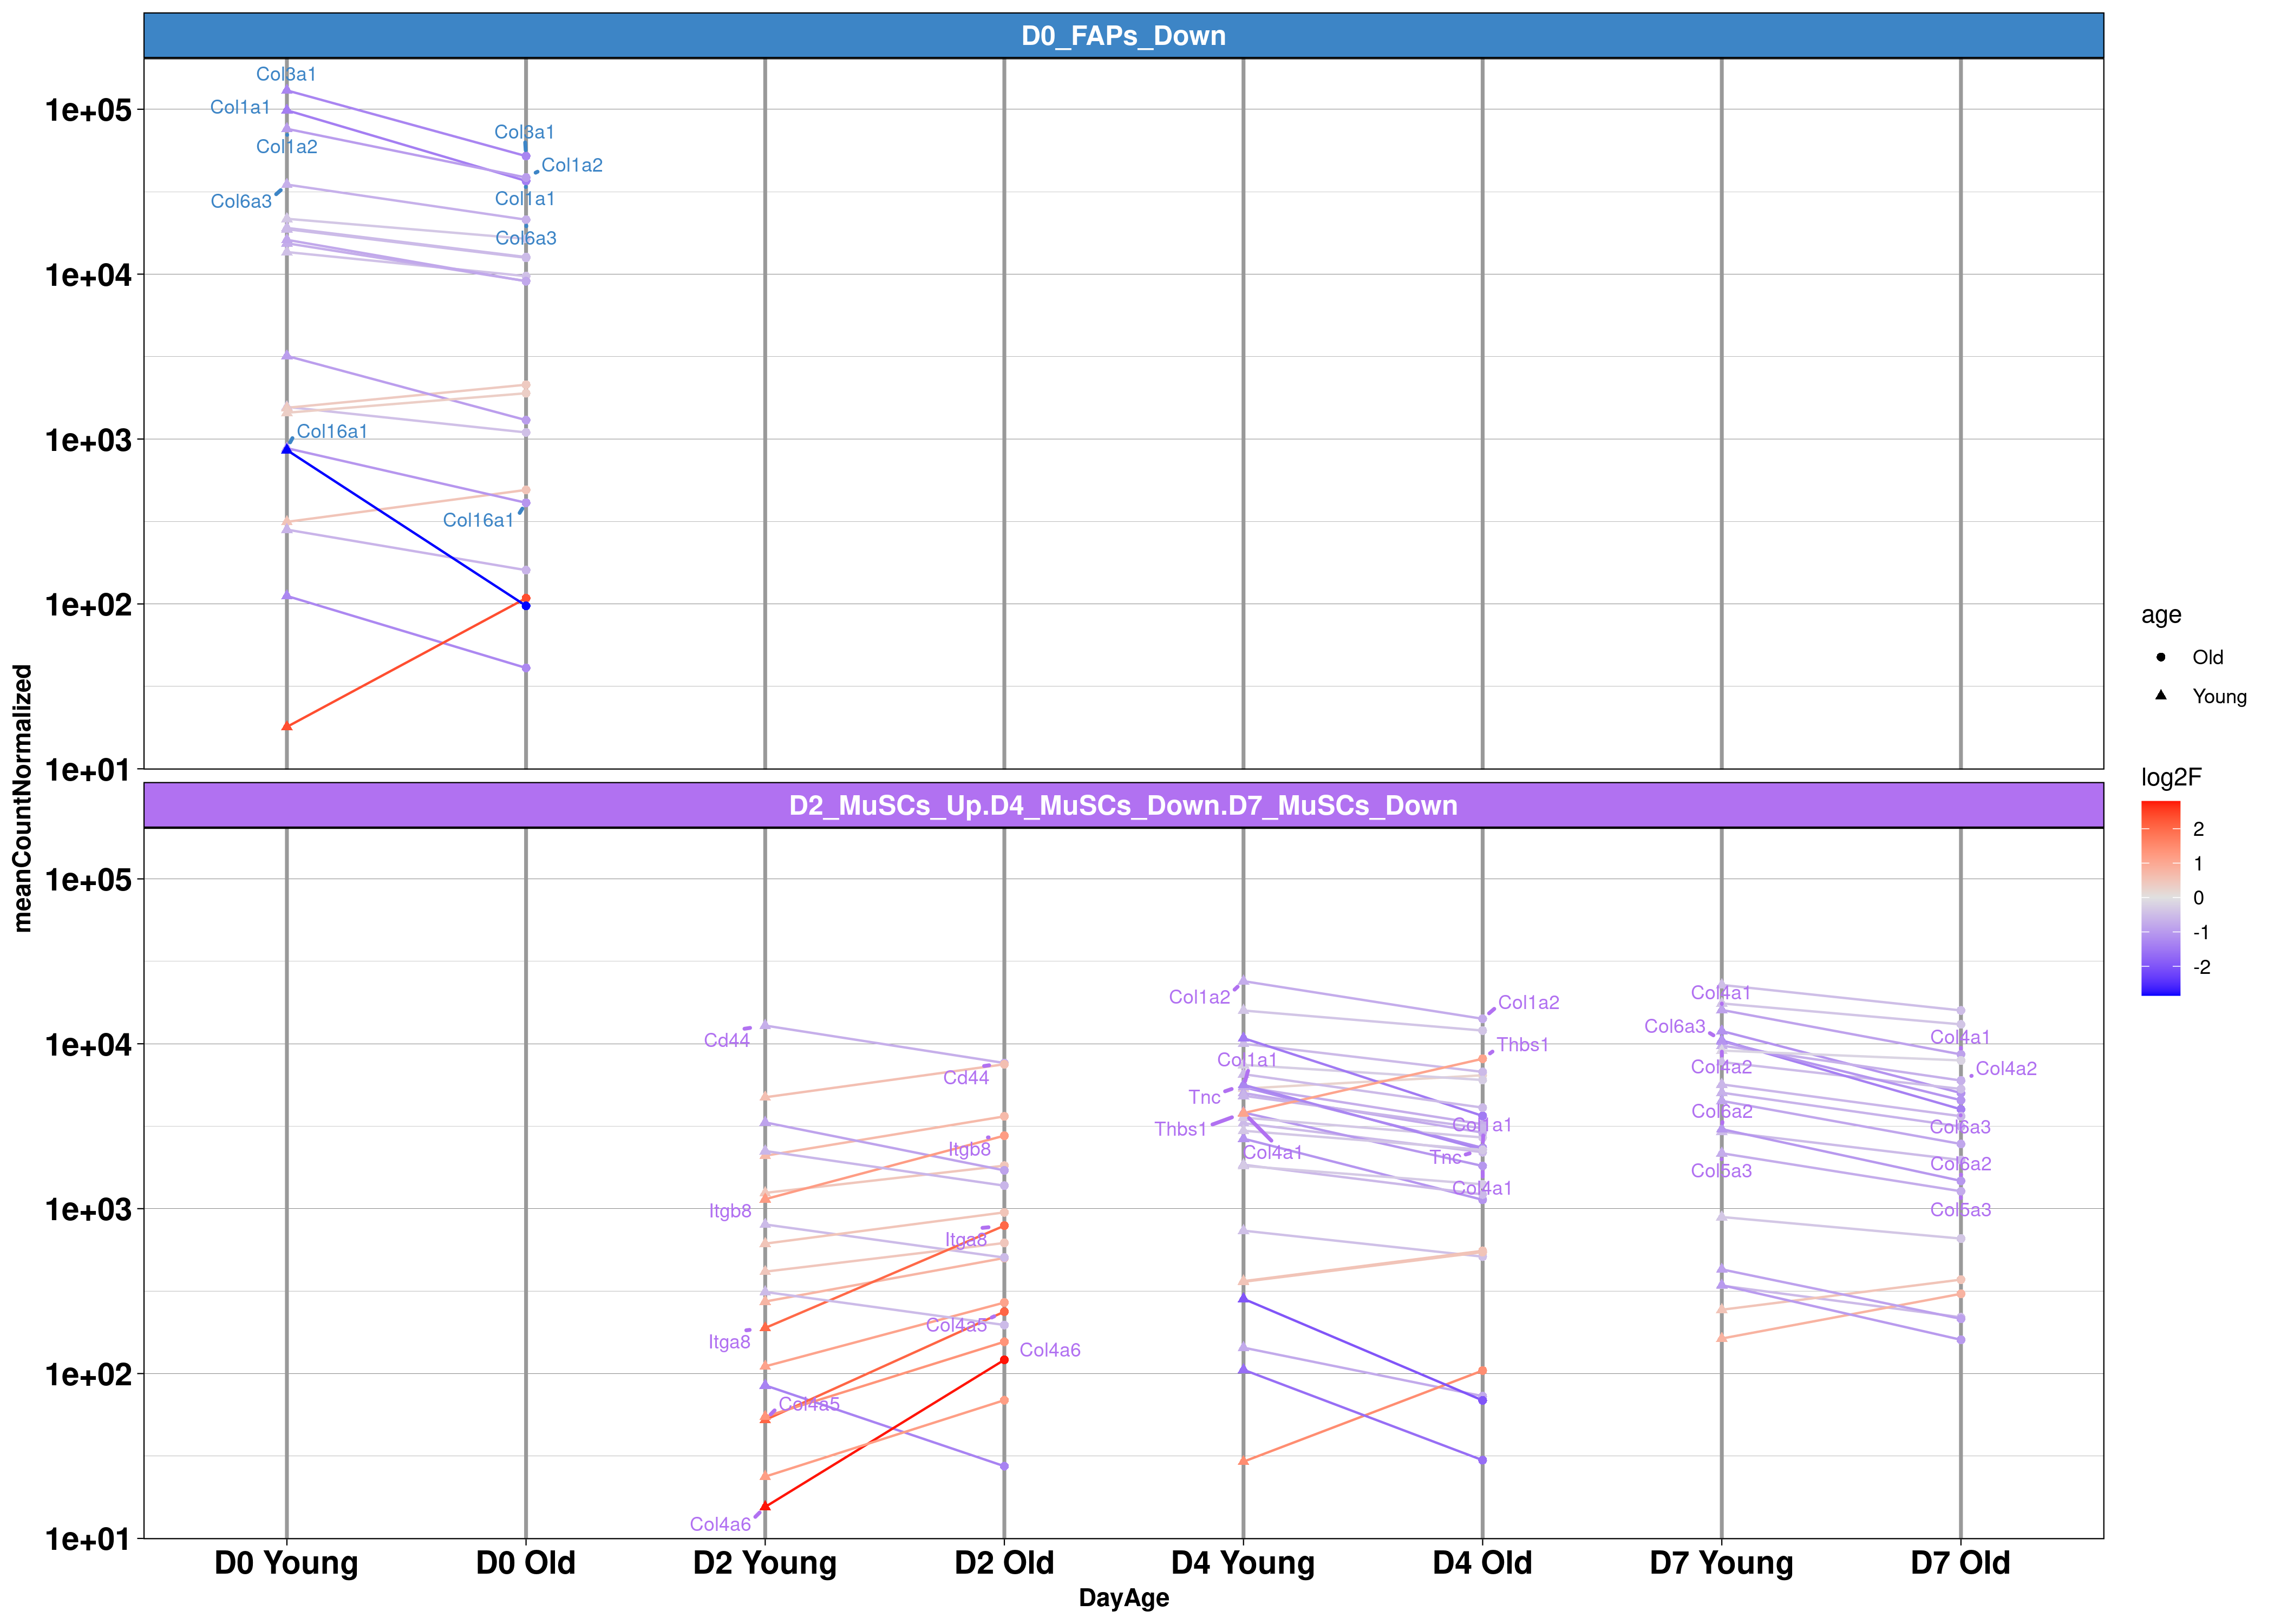 D0_FAPs_Down
Col3a1
1e+05
Col1a1
Col3a1
Col1a2
Col1a2
Col6a3
Col1a1
Col6a3
1e+04
1e+03
Col16a1
Col16a1
1e+02
1e+01
meanCountNormalized
D2_MuSCs_Up.D4_MuSCs_Down.D7_MuSCs_Down
1e+05
Col1a2
Col1a2
Col4a1
Cd44
1e+04
Col6a3
Col4a1
Thbs1
Col1a1
Cd44
Col4a2
Col4a2
Tnc
Col6a2
Thbs1
Col1a1
Col6a3
Itgb8
Col4a1
Tnc
Col6a2
Col5a3
Col4a1
Itgb8
1e+03
Col5a3
Itga8
Col4a5
Itga8
Col4a6
1e+02
Col4a5
Col4a6
1e+01
D0 Young
D0 Old
D2 Young
D2 Old
D4 Young
D4 Old
D7 Young
D7 Old
DayAge
age
Old
Young
log2F
2
1
0
-1
-2